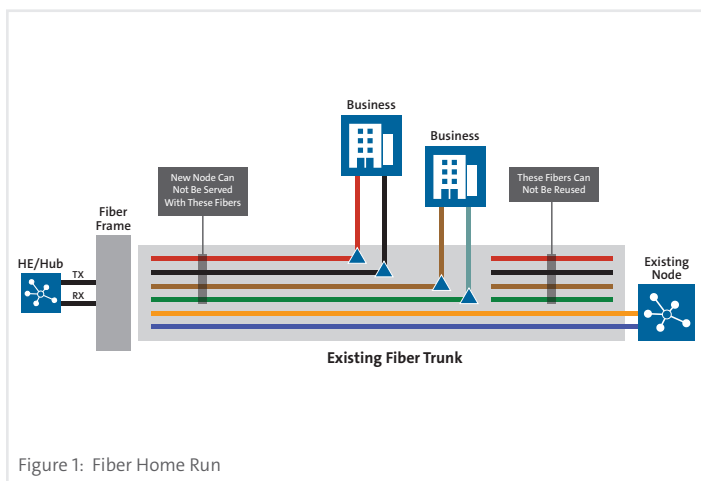 Business
Business
New Node Can
Not Be Served
With These Fibers
These Fibers Can
Not Be Reused
Fiber
Frame
HE/Hub
TX
RX
Existing
Node
Existing Fiber Trunk
Figure 1: Fiber Home Run